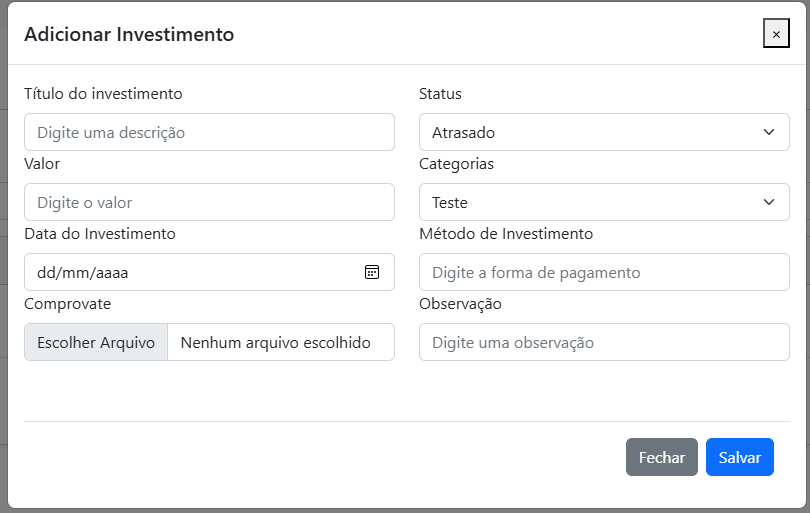 Adicionar Investimento
×
Título do investimento
Status
Digite uma descrição
Atrasado
Valor
Categorias
Digite o valor
Teste
Data do Investimento
Método de Investimento
dd/mm/aaaa
Digite a forma de pagamento
Comprovate
Observação
Escolher Arquivo Nenhum arquivo escolhido
Digite uma observação
Fechar
Salvar